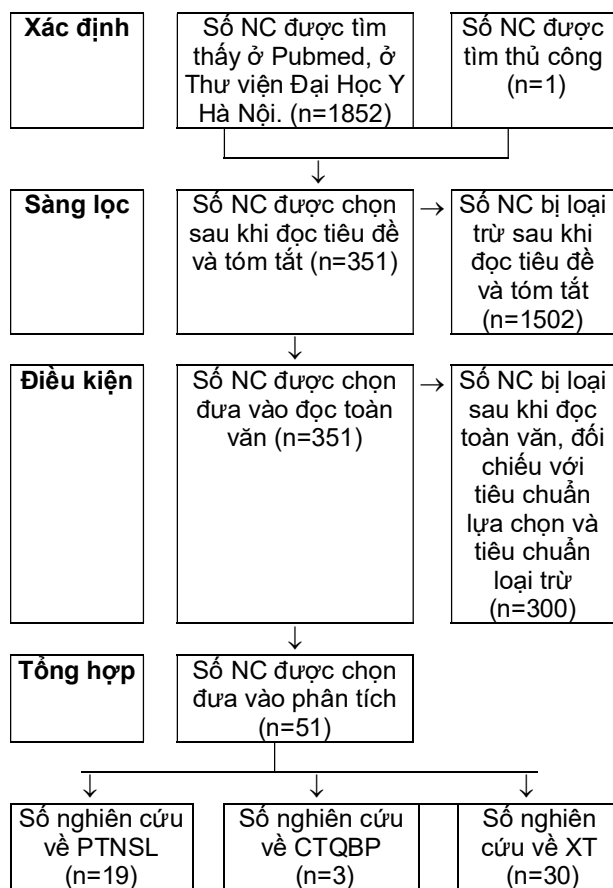 Xác định
Số NC được tìm
thấy ở Pubmed, ở
Thư viện Đại Học Y
Hà Nội. (n=1852)
Số NC được
tìm thủ công
(n=1)
Sàng lọc
Số NC được chọn
sau khi đọc tiêu đề
và tóm tắt (n=351)
Số NC bị loại
trừ sau khi
đọc tiêu đề
và tóm tắt
(n=1502)
Điều kiện
Số NC được chọn
đưa vào đọc toàn
văn (n=351)
Số NC bị loại
sau khi đọc
toàn văn, đối
chiếu với
tiêu chuẩn
lựa chọn và
tiêu chuẩn
loại trừ
(n=300)
Tổng hợp
Số NC được chọn
đưa vào phân tích
(n=51)
Số nghiên cứu
về PTNSL
(n=19)
Số nghiên cứu
về CTQBP
(n=3)
Số nghiên
cứu về XT
(n=30)